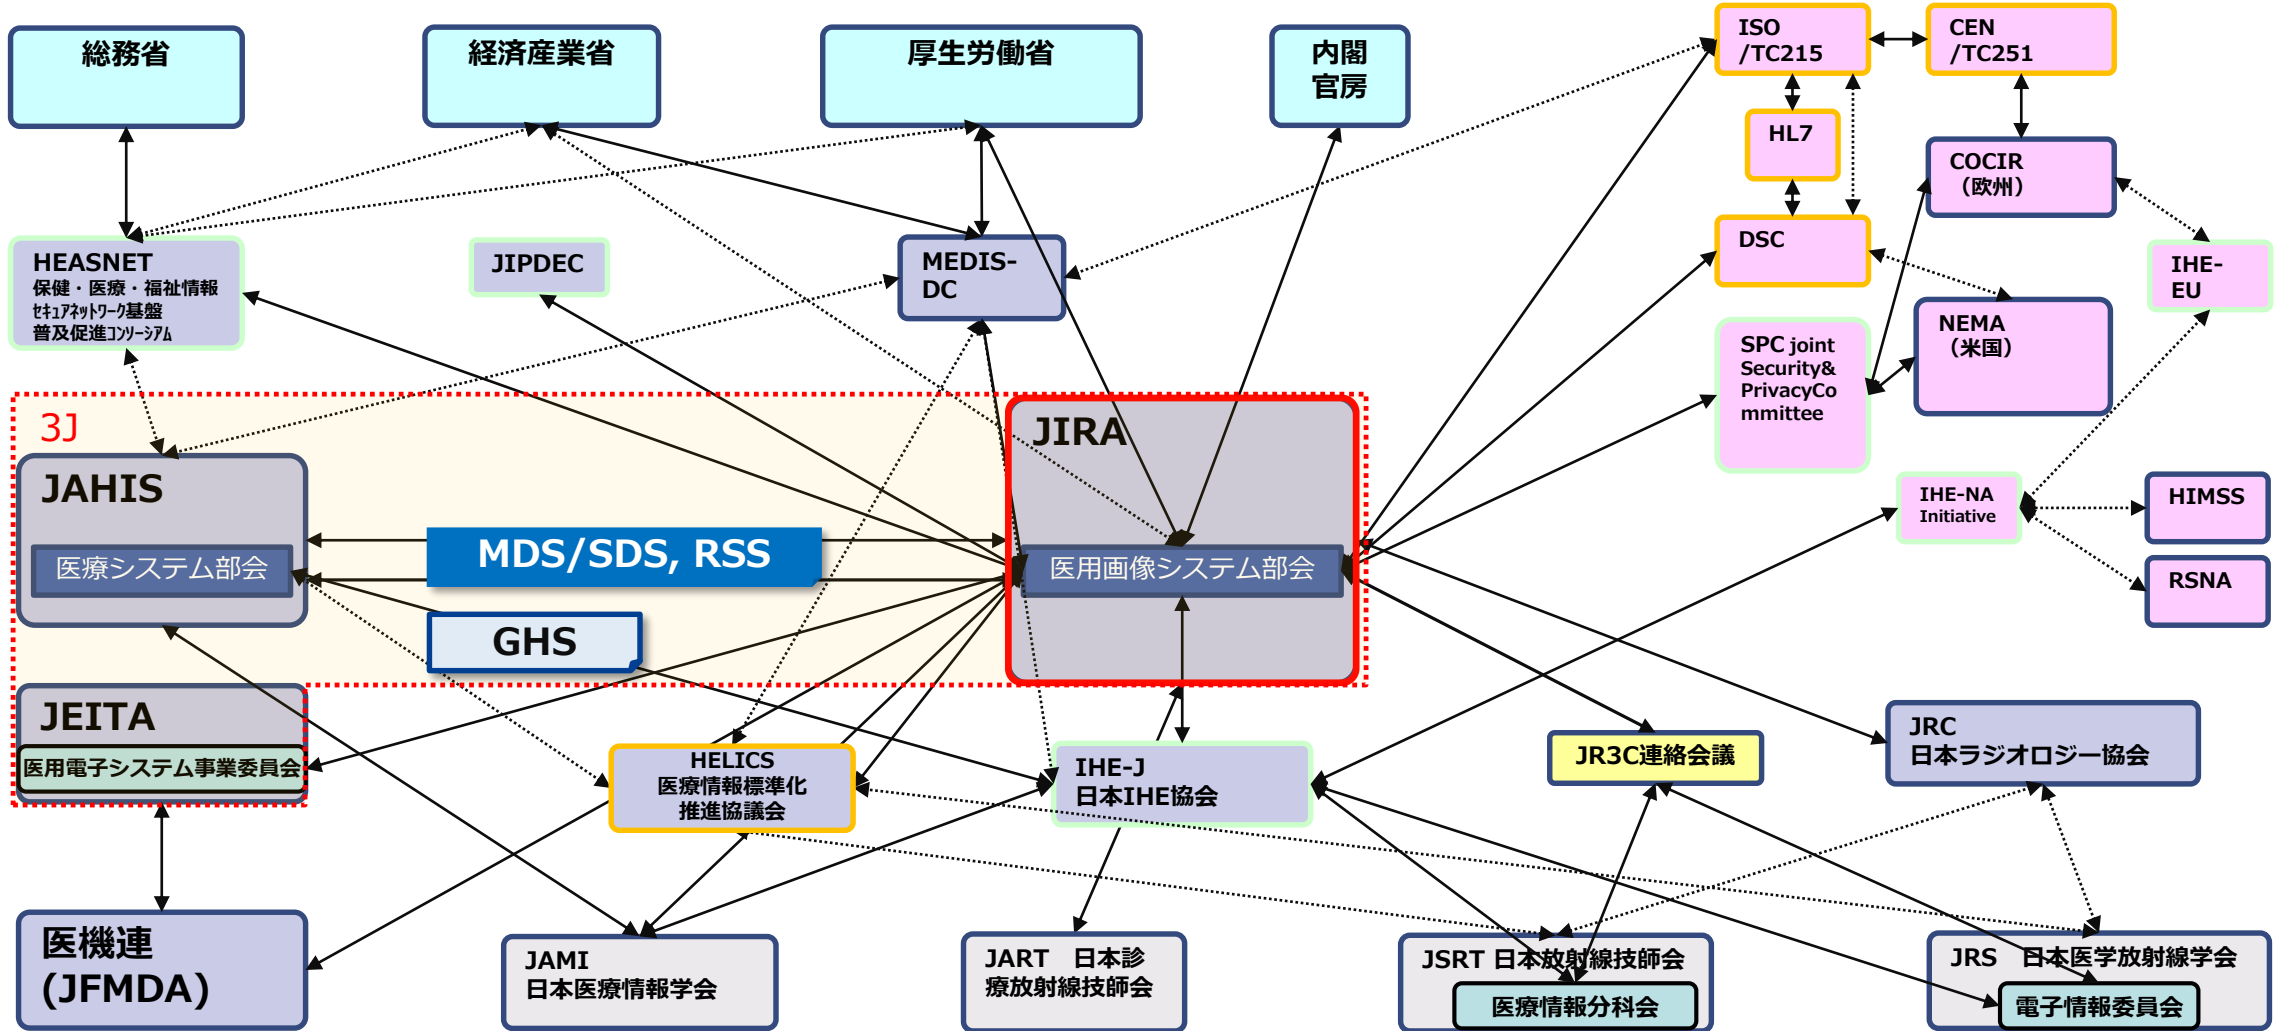 総務省
経済産業省
厚生労働省
内閣
官房
ISO
/TC215
CEN
/TC251
HL7
COCIR
（欧州）
DSC
IHE-
EU
HEASNET
保健・医療・福祉情報
ｾｷｭｱﾈｯﾄﾜｰｸ基盤
普及促進ｺﾝｿｰｼｱﾑ
JIPDEC
MEDIS-
DC
NEMA
（米国）
SPC joint
Security&
PrivacyCo
mmittee
3J
JIRA
JAHIS
医療システム部会
MDS/SDS, RSS
医用画像システム部会
IHE-NA
Initiative
HIMSS
RSNA
GHS
JEITA
医用電子システム事業委員会
HELICS
医療情報標準化
推進協議会
IHE-J
日本IHE協会
JR3C連絡会議
JRC
日本ラジオロジー協会
医機連
(JFMDA)
JAMI
日本医療情報学会
JART　日本診
療放射線技師会
JSRT 日本放射線技師会
医療情報分科会
JRS　日本医学放射線学会
電子情報委員会